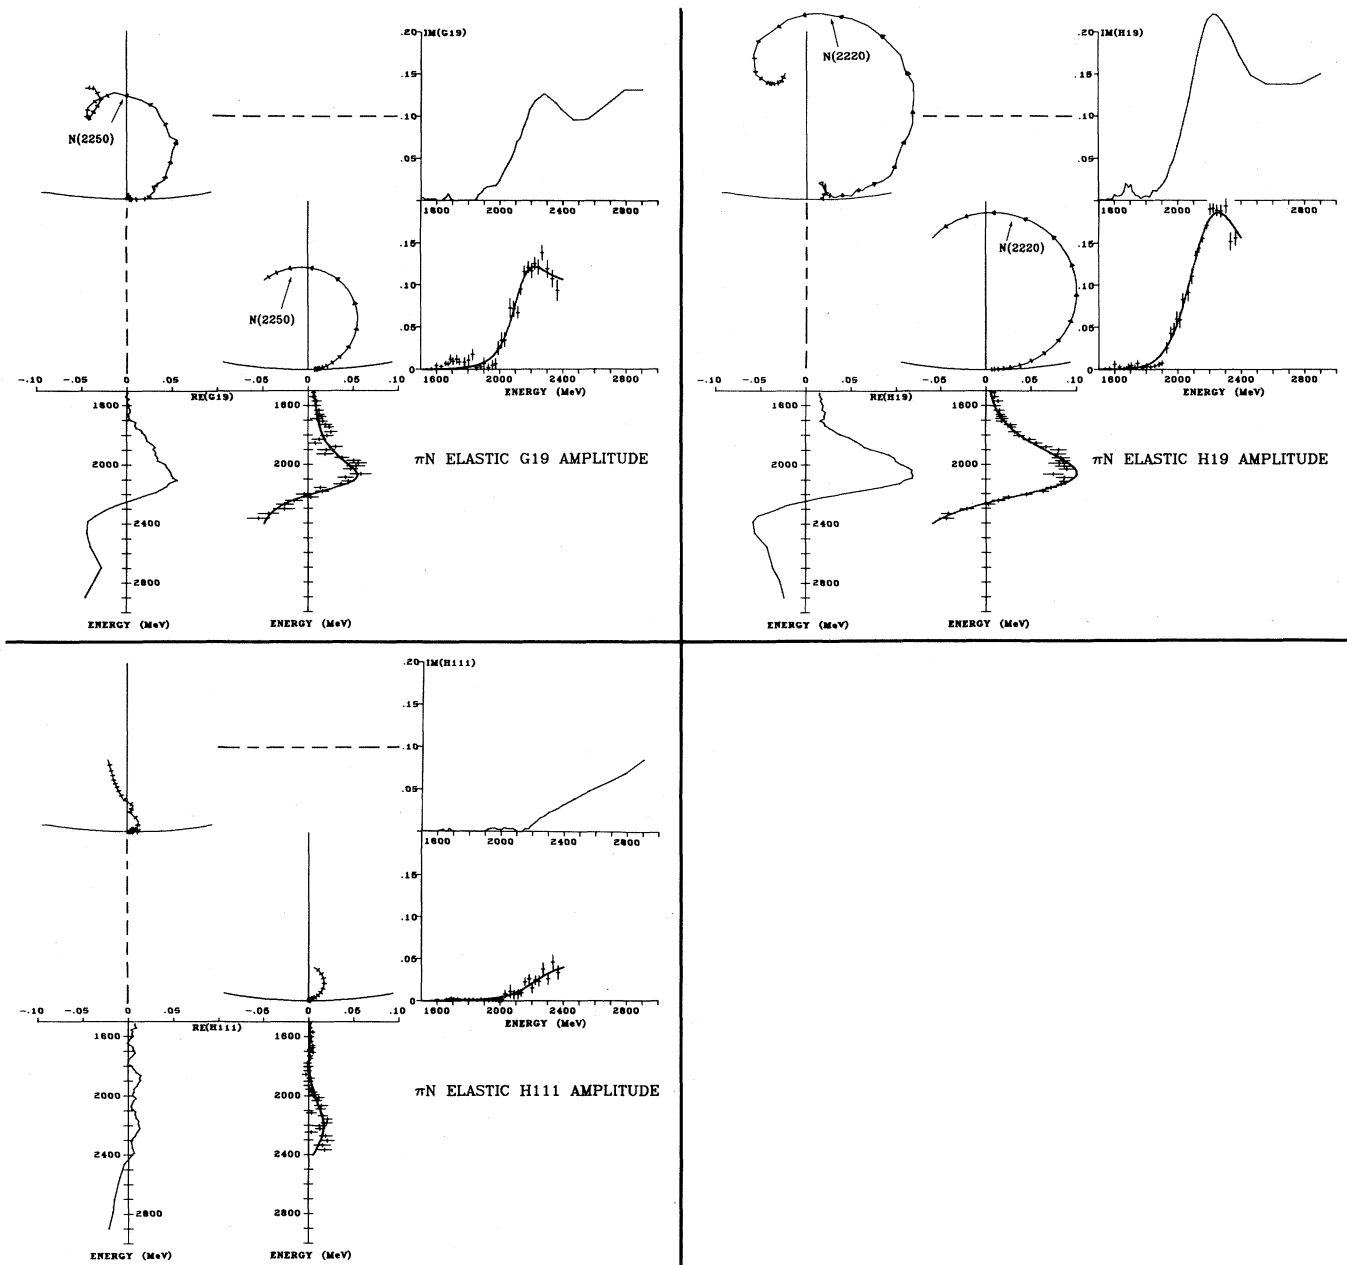 IM(G19)
.20
.15
.10
.05
N(2250)
1600 2000 2400 2800
.15
.10
.05
0
N(2250)
1600 2000 2400 2800
ENERGY (MeV)
-.10 -.05 0 .05 -.05 0 .05 .10
RE(G19)
1600 1600
2000 2000
2400 2400
2800 2800
πN ELASTIC G19 AMPLITUDE
ENERGY (MeV) ENERGY (MeV)
IM(H19)
.20
.15
.10
.05
N(2220)
1600 2000 2400 2800
.15
.10
.05
0
N(2220)
1600 2000 2400 2800
ENERGY (MeV)
-.10 -.05 0 .05 -.05 0 .05 .10
RE(H19)
1600 1600
2000 2000
2400 2400
2800 2800
πN ELASTIC H19 AMPLITUDE
ENERGY (MeV) ENERGY (MeV)
IM(H111)
.20
.15
.10
.05
1600 2000 2400 2800
.15
.10
.05
0
1600 2000 2400 2800
ENERGY (MeV)
-.10 -.05 0 .05 -.05 0 .05 .10
RE(H111)
1600 1600
2000 2000
2400 2400
2800 2800
πN ELASTIC H111 AMPLITUDE
ENERGY (MeV) ENERGY (MeV)